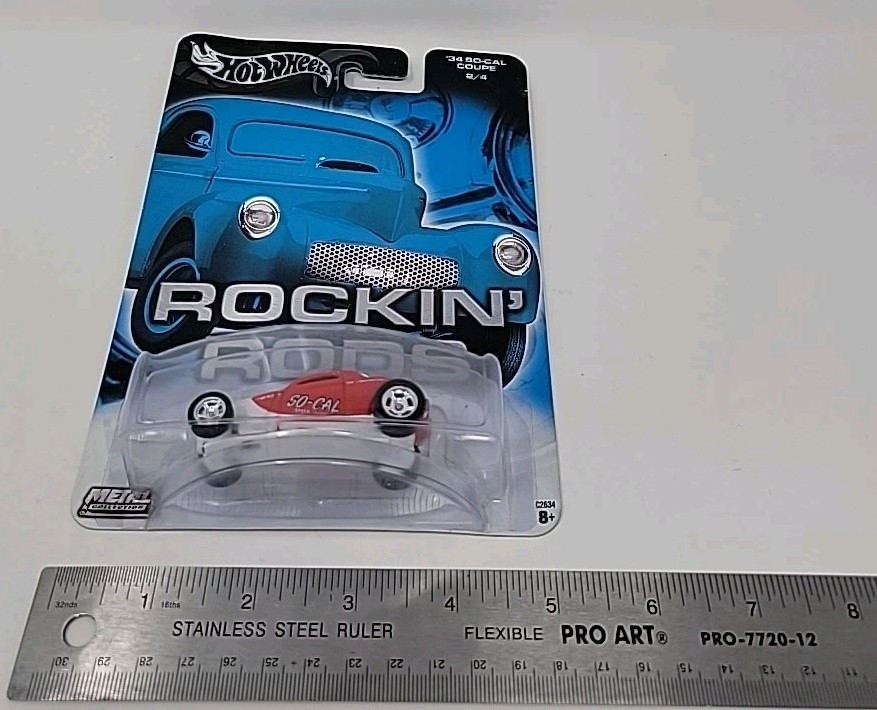 HOT WHEELS
'34 SO-CAL
COUPE
2/4
ROCKIN'
RODS
SO-CAL
METAL
COLLECTION
C2634
8+
32nds 1 16ths 2 3 4 5 6 7 8
STAINLESS STEEL RULER FLEXIBLE PRO ART® PRO-7720-12
30 29 28 27 26 25 24 23 22 21 20 19 18 17 16 15 14 13 12 11